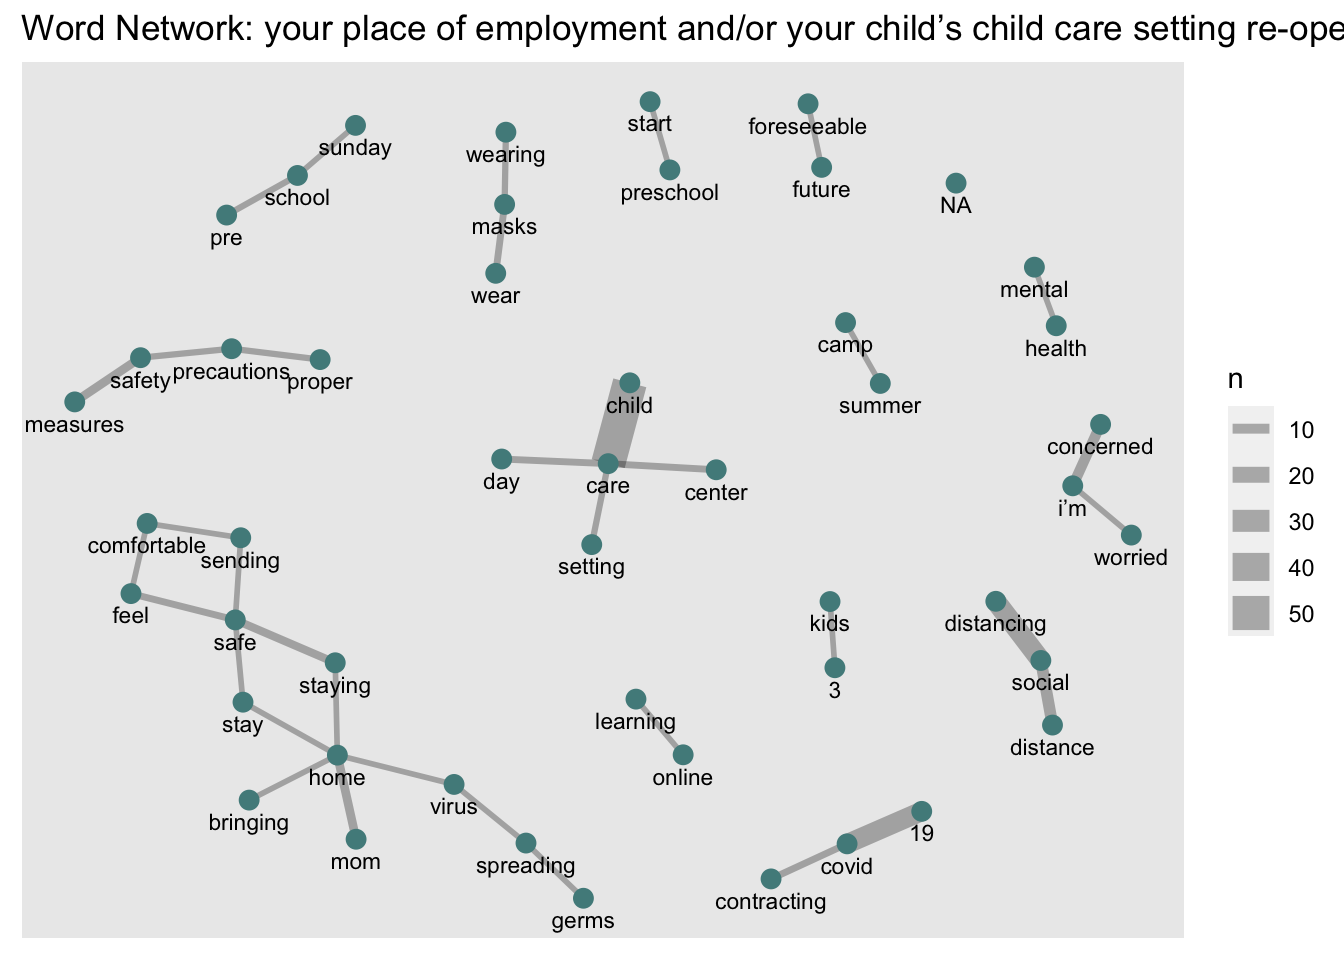 Word Network: your place of employment and/or your child’s child care setting re-ope
sunday
school
pre
wearing
masks
wear
start
preschool
foreseeable
future
NA
mental
health
camp
summer
safety
precautions
proper
measures
child
day
care
center
setting
concerned
i’m
worried
comfortable
sending
feel
safe
staying
stay
home
bringing
mom
virus
spreading
germs
learning
online
kids
3
distancing
social
distance
19
covid
contracting
n
10
20
30
40
50